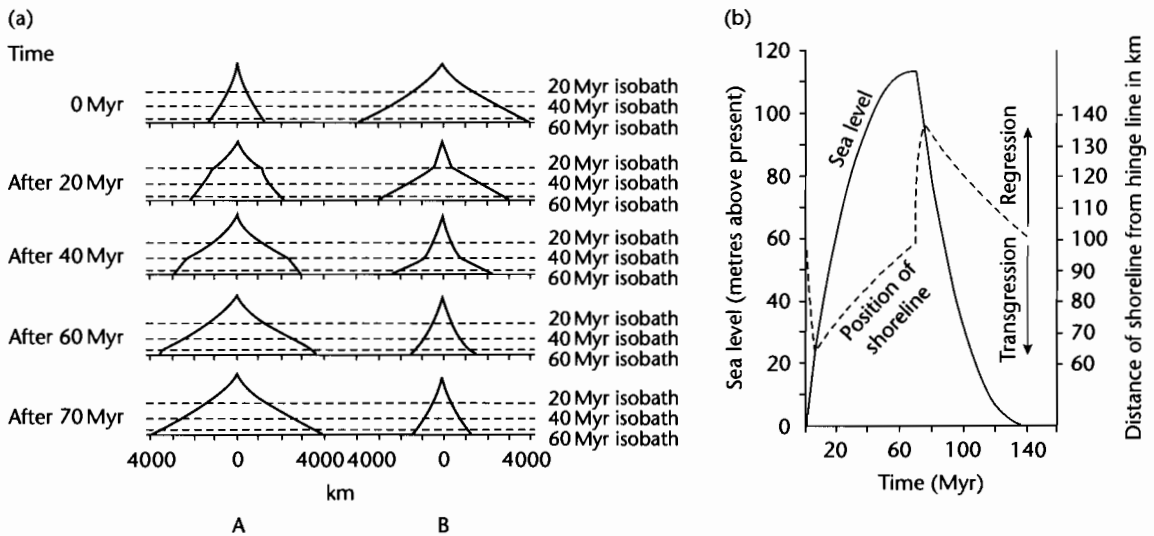 (a)
Time
0 Myr
20 Myr isobath
40 Myr isobath
60 Myr isobath
After 20 Myr
20 Myr isobath
40 Myr isobath
60 Myr isobath
After 40 Myr
20 Myr isobath
40 Myr isobath
60 Myr isobath
After 60 Myr
20 Myr isobath
40 Myr isobath
60 Myr isobath
After 70 Myr
20 Myr isobath
40 Myr isobath
60 Myr isobath
4000 0 4000 4000 0 4000
km
A B
(b)
Sea level (metres above present)
120
100
80
60
40
20
0
Sea level
Position of
shoreline
Regression
Transgression
140
130
120
110
100
90
80
70
60
Distance of shoreline from hinge line in km
20 60 100 140
Time (Myr)